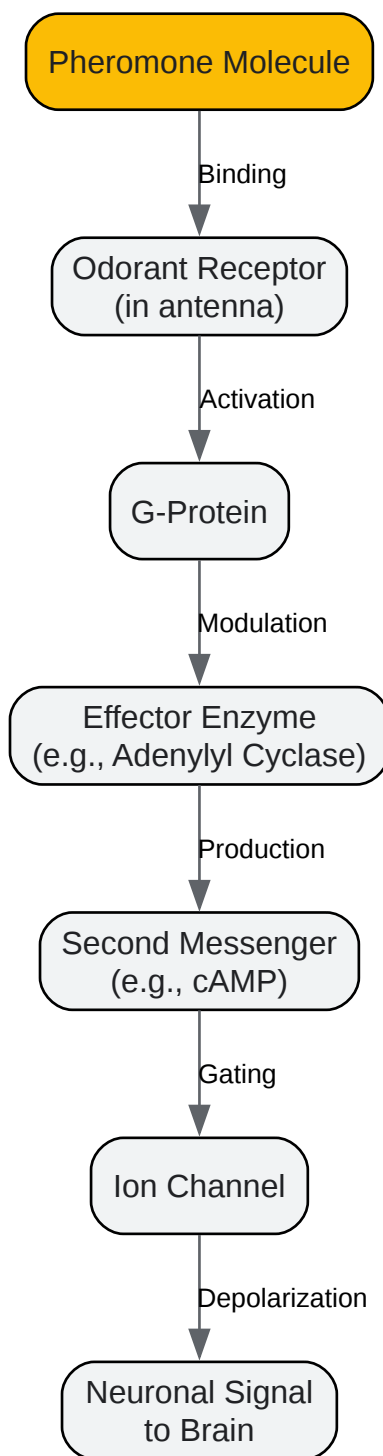 Pheromone Molecule
Binding
Odorant Receptor
(in antenna)
Activation
G-Protein
Modulation
Effector Enzyme
(e.g., Adenylyl Cyclase)
Production
Second Messenger
(e.g., cAMP)
Gating
Ion Channel
Depolarization
Neuronal Signal
to Brain